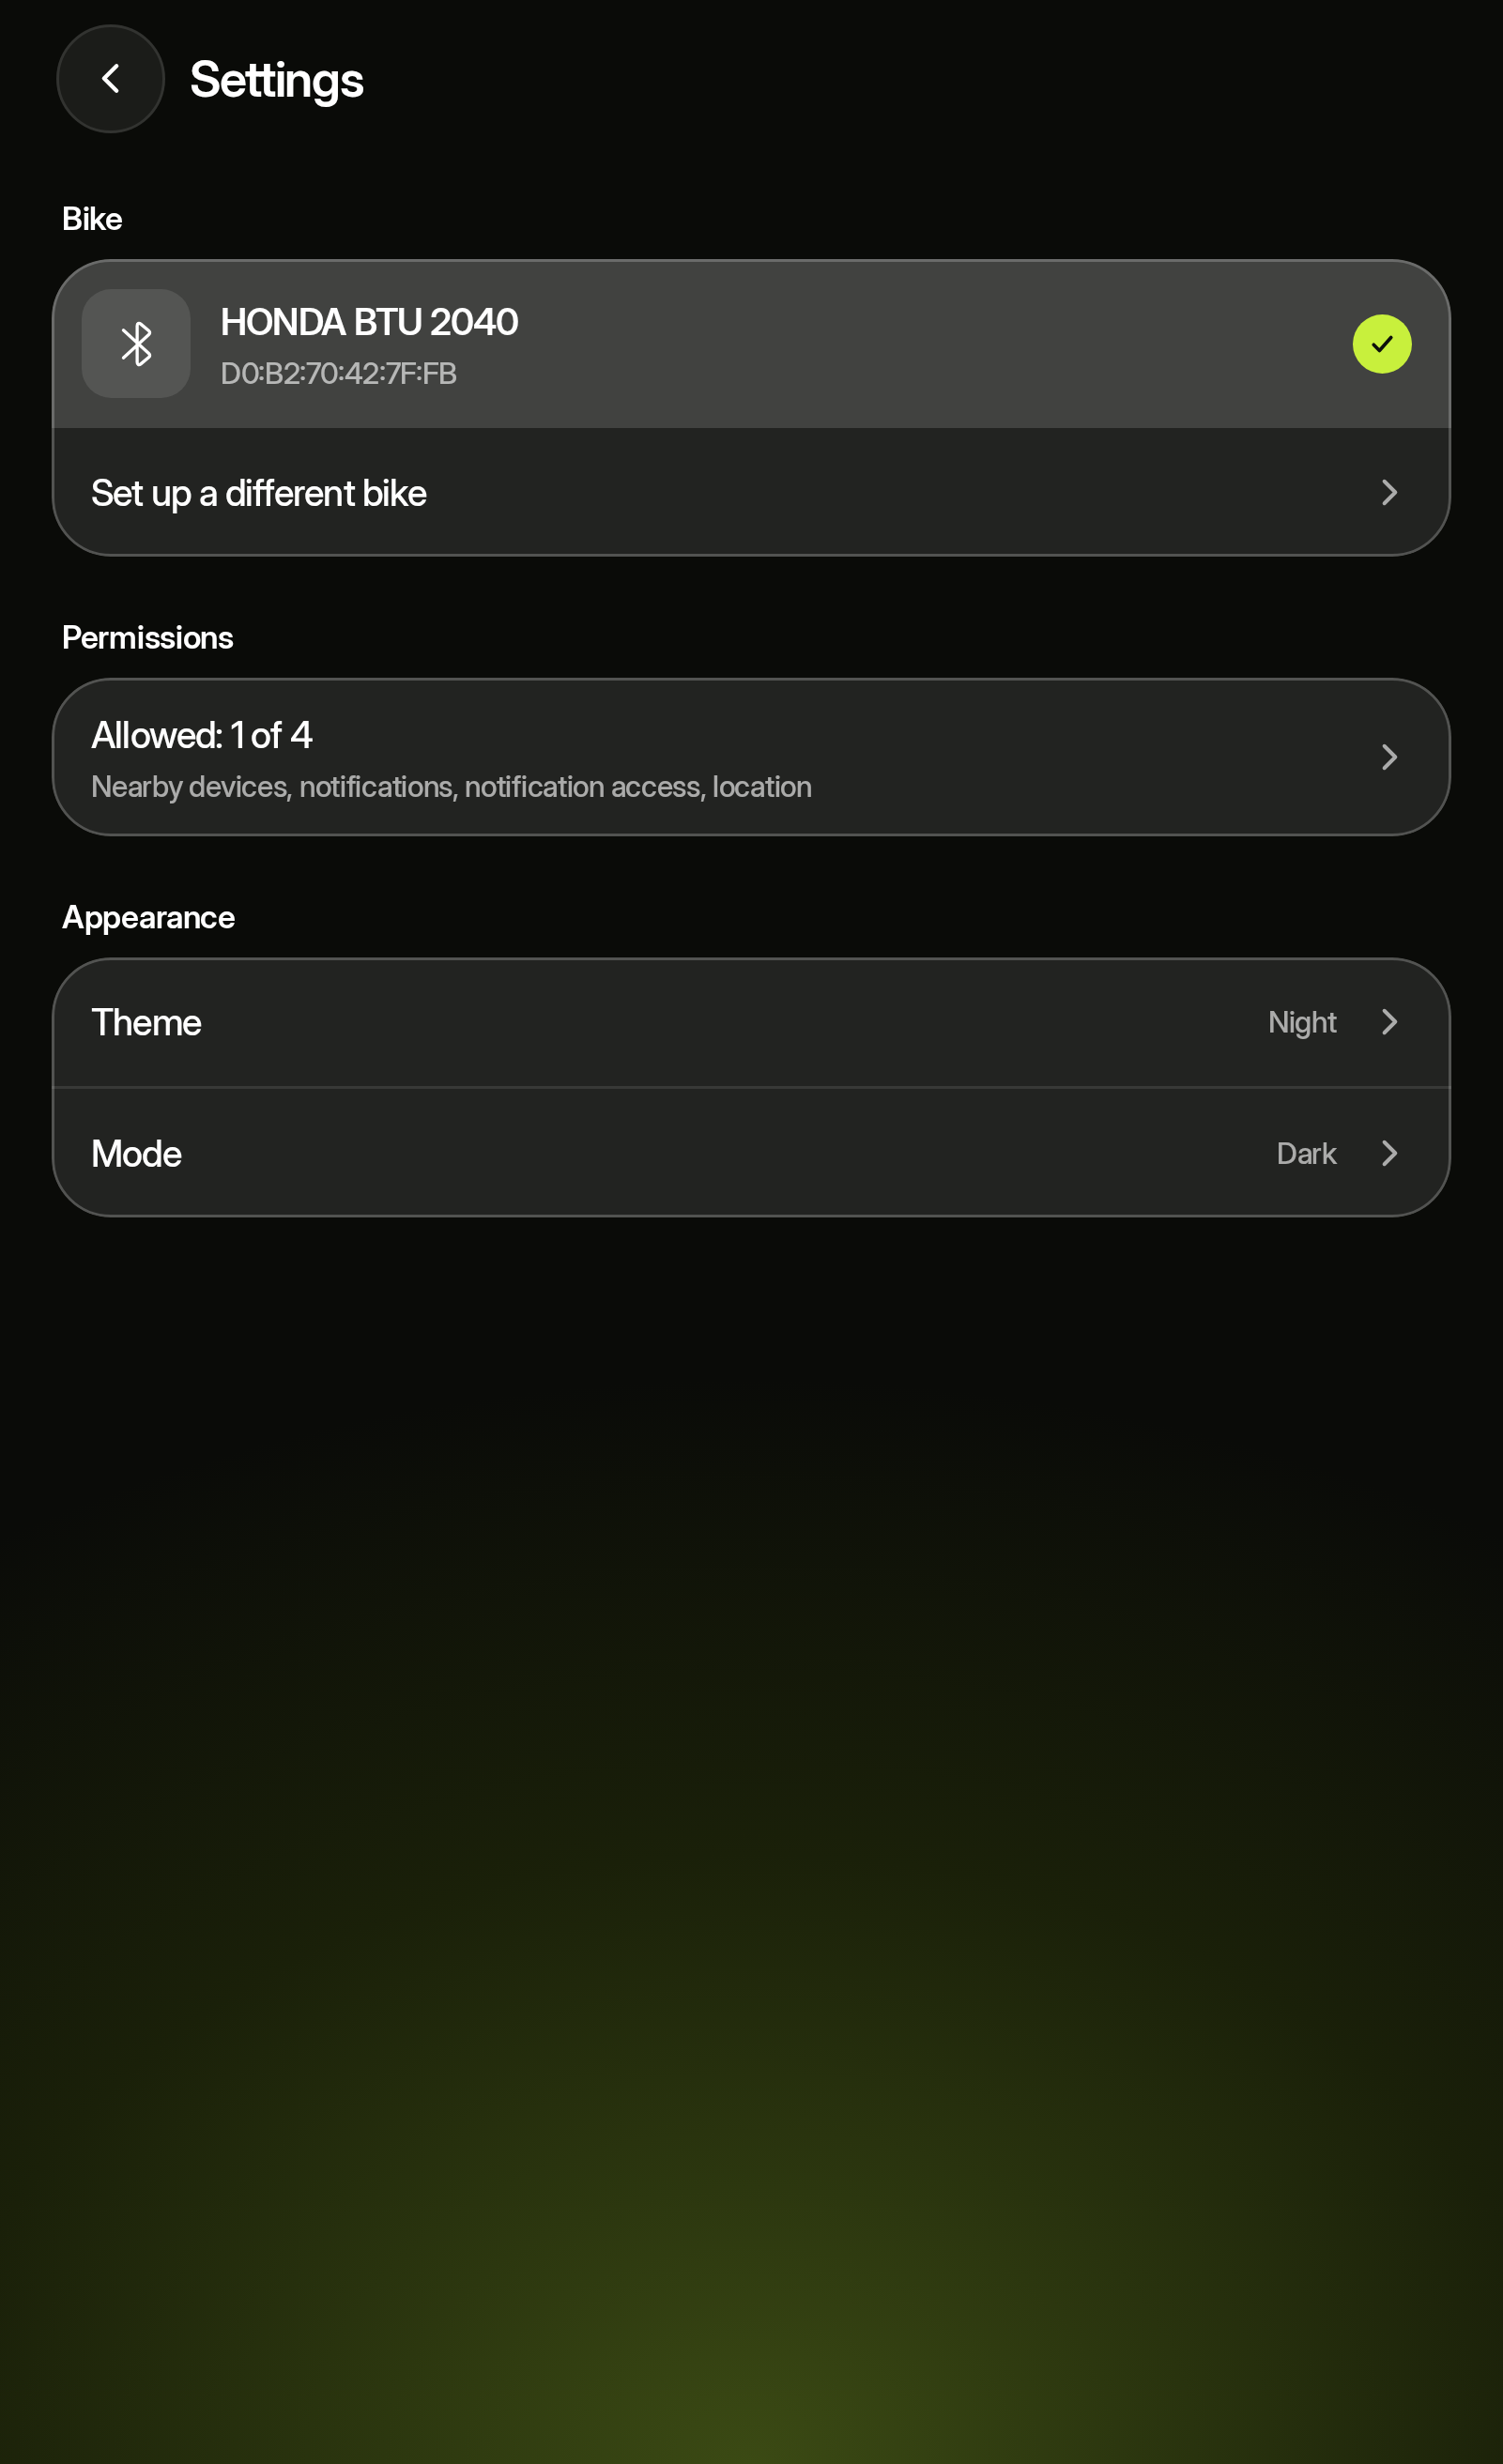 Settings
Bike
HONDA BTU 2040
D0:B2:70:42:7F:FB
Set up a different bike
Permissions
Allowed: 1 of 4
Nearby devices, notifications, notification access, location
Appearance
Theme
Night
Mode
Dark